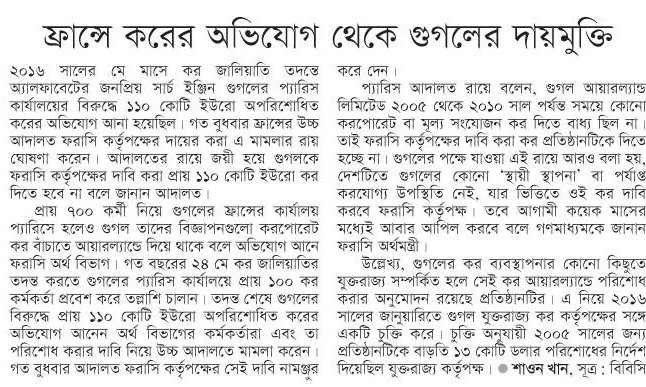 ফ্রান্সে করের অভিযোগ থেকে গুগলের দায়মুক্তি
২০১৬ সালের মে মাসে কর জালিয়াতি তদন্তে
অ্যালফাবেটের জনপ্রিয় সার্চ ইঞ্জিন গুগলের প্যারিস
কার্যালয়ের বিরুদ্ধে ১১০ কোটি ইউরো অপরিশোধিত
করের অভিযোগ আনা হয়েছিল। গত বুধবার ফ্রান্সের উচ্চ
আদালত ফরাসি কর্তৃপক্ষের দায়ের করা এ মামলার রায়
ঘোষণা করেন। আদালতের রায়ে জয়ী হয়ে গুগলকে
ফরাসি কর্তৃপক্ষের দাবি করা প্রায় ১১০ কোটি ইউরো কর
দিতে হবে না বলে জানান আদালত।
প্রায় ৭০০ কর্মী নিয়ে গুগলের ফ্রান্সের কার্যালয়
প্যারিসে হলেও গুগল তাদের বিজ্ঞাপনগুলো করপোরেট
কর বাঁচাতে আয়ারল্যান্ডে দিয়ে থাকে বলে অভিযোগ আনে
ফরাসি অর্থ বিভাগ। গত বছরের ২৪ মে কর জালিয়াতির
তদন্ত করতে গুগলের প্যারিস কার্যালয়ে প্রায় ১০০ কর
কর্মকর্তা প্রবেশ করে তল্লাশি চালান। তদন্ত শেষে গুগলের
বিরুদ্ধে প্রায় ১১০ কোটি ইউরো অপরিশোধিত করের
অভিযোগ আনেন অর্থ বিভাগের কর্মকর্তারা এবং তা
পরিশোধ করার দাবি নিয়ে উচ্চ আদালতে মামলা করেন।
গত বুধবার আদালত ফরাসি কর্তৃপক্ষের সেই দাবি নামঞ্জুর
করে দেন।
প্যারিস আদালত রায়ে বলেন, গুগল আয়ারল্যান্ড
লিমিটেড ২০০৫ থেকে ২০১০ সাল পর্যন্ত সময়ে কোনো
করপোরেট বা মূল্য সংযোজন কর দিতে বাধ্য ছিল না।
তাই ফরাসি কর্তৃপক্ষের দাবি করা কর প্রতিষ্ঠানটিকে দিতে
হচ্ছে না। গুগলের পক্ষে যাওয়া এই রায়ে আরও বলা হয়,
দেশটিতে গুগলের কোনো ‘স্থায়ী স্থাপনা’ বা পর্যাপ্ত
করযোগ্য উপস্থিতি নেই, যার ভিত্তিতে ওই কর দাবি
করবে ফরাসি কর্তৃপক্ষ। তবে আগামী কয়েক মাসের
মধ্যেই আবার আপিল করবে বলে গণমাধ্যমকে জানান
ফরাসি অর্থমন্ত্রী।
উল্লেখ্য, গুগলের কর ব্যবস্থাপনার কোনো কিছুতে
যুক্তরাজ্য সম্পর্কিত হলে সেই কর আয়ারল্যান্ডে পরিশোধ
করার অনুমোদন রয়েছে প্রতিষ্ঠানটির। এ নিয়ে ২০১৬
সালের জানুয়ারিতে গুগল যুক্তরাজ্য কর কর্তৃপক্ষের সঙ্গে
একটি চুক্তি করে। চুক্তি অনুযায়ী ২০০৫ সালের জন্য
প্রতিষ্ঠানটিকে বাড়তি ১৩ কোটি ডলার পরিশোধের নির্দেশ
দিয়েছিল যুক্তরাজ্য কর্তৃপক্ষ। ● শাওন খান, সূত্র : বিবিসি